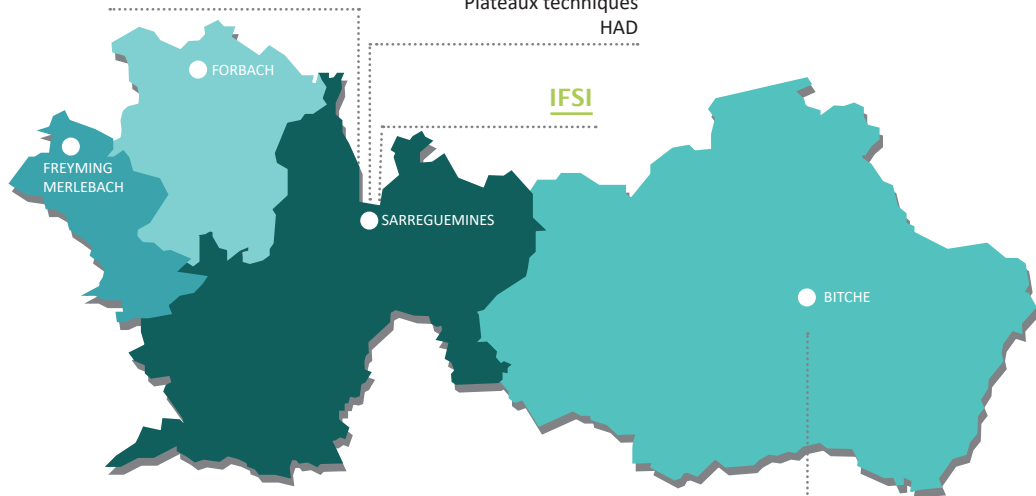 Plateaux techniques
HAD
FORBACH
IFSI
FREYMING
MERLEBACH
SARREGUEMINES
BITCHE